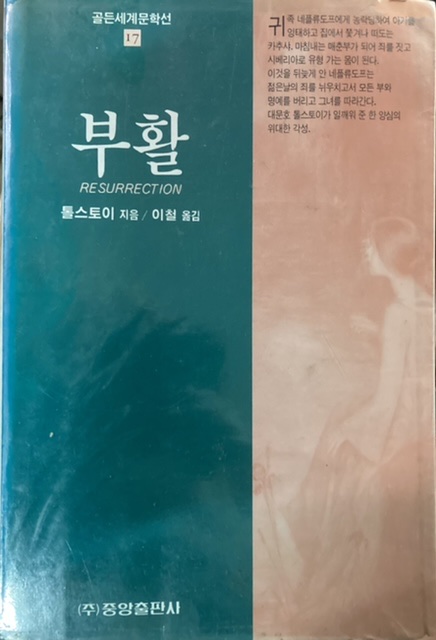 골든세계문학선
17
부활
RESURRECTION
톨스토이 지음 / 이철 옮김
귀족 네플류도프에게 농락당하여 아기를
잉태하고 집에서 쫓겨나 떠도는
카추샤. 마침내는 매춘부가 되어 죄를 짓고
시베리아로 유형 가는 몸이 된다.
이것을 뒤늦게 안 네플류도프는
젊은날의 죄를 뉘우치고서 모든 부와
명예를 버리고 그녀를 따라간다.
대문호 톨스토이가 일깨워 준 한 양심의
위대한 각성.
(주) 중앙출판사